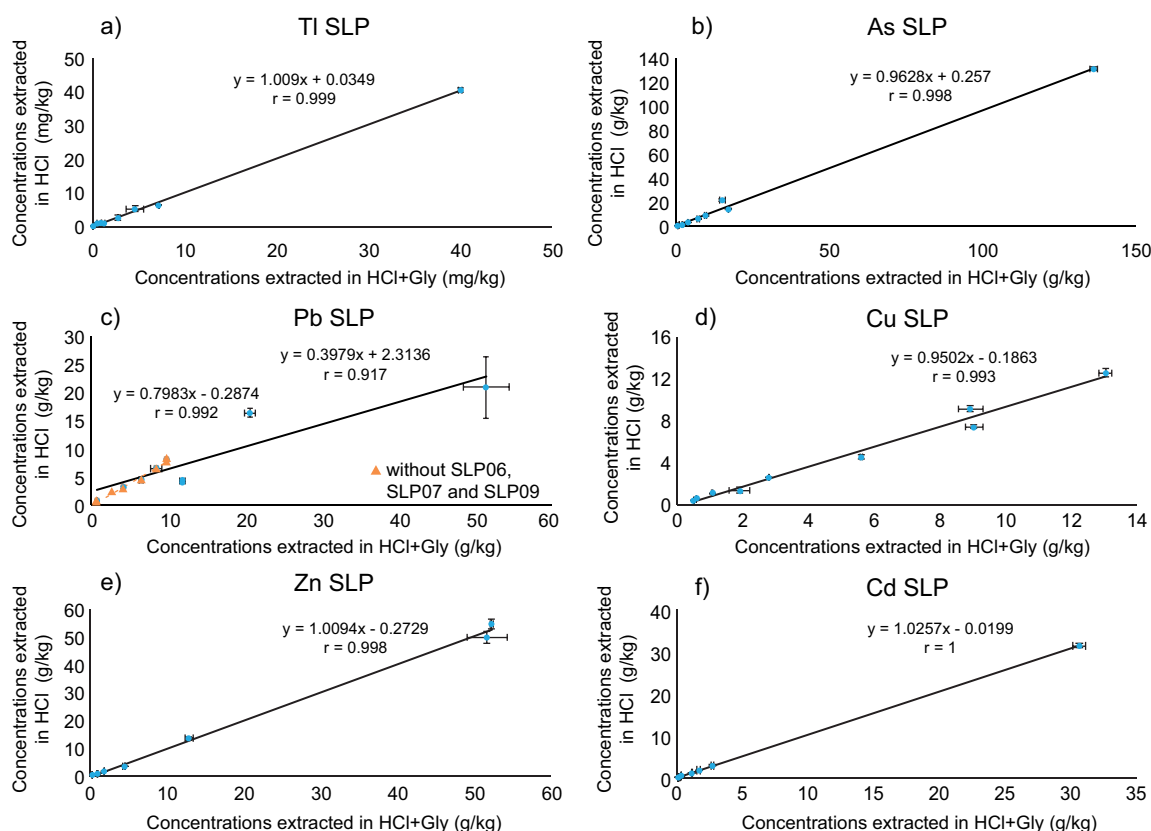 a) Tl SLP
Concentrations extracted
in HCl (mg/kg)
50
40
30
20
10
0
y = 1.009x + 0.0349
r = 0.999
0 10 20 30 40 50
Concentrations extracted in HCl+Gly (mg/kg)
b) As SLP
Concentrations extracted
in HCl (g/kg)
140
120
100
80
60
40
20
0
y = 0.9628x + 0.257
r = 0.998
0 50 100 150
Concentrations extracted in HCl+Gly (g/kg)
c) Pb SLP
Concentrations extracted
in HCl (g/kg)
30
25
20
15
10
5
0
y = 0.3979x + 2.3136
r = 0.917
y = 0.7983x - 0.2874
r = 0.992
without SLP06,
SLP07 and SLP09
0 10 20 30 40 50 60
Concentrations extracted in HCl+Gly (g/kg)
d) Cu SLP
Concentrations extracted
in HCl (g/kg)
16
12
8
4
0
y = 0.9502x - 0.1863
r = 0.993
0 2 4 6 8 10 12 14
Concentrations extracted in HCl+Gly (g/kg)
e) Zn SLP
Concentrations extracted
in HCl (g/kg)
60
50
40
30
20
10
0
y = 1.0094x - 0.2729
r = 0.998
0 10 20 30 40 50 60
Concentrations extracted in HCl+Gly (g/kg)
f) Cd SLP
Concentrations extracted
in HCl (g/kg)
40
30
20
10
0
y = 1.0257x - 0.0199
r = 1
0 5 10 15 20 25 30 35
Concentrations extracted in HCl+Gly (g/kg)